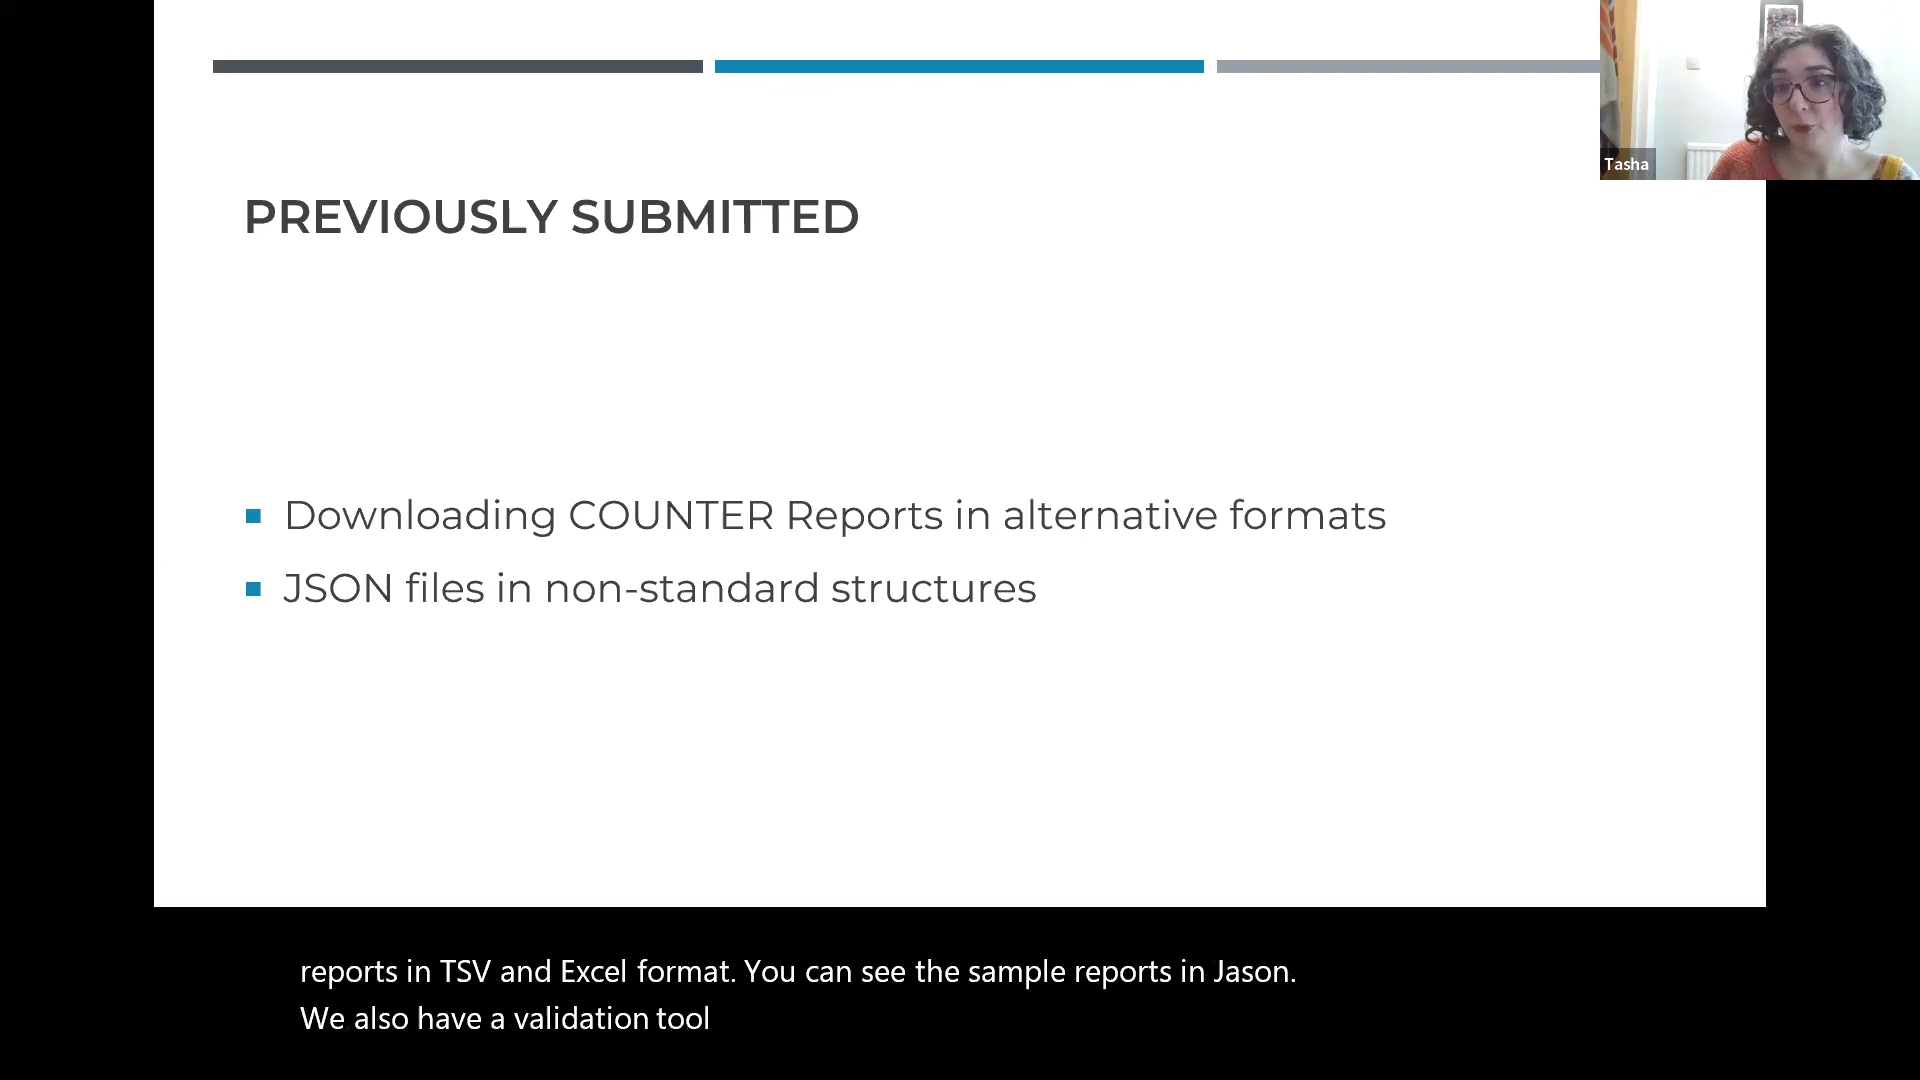 Tasha
PREVIOUSLY SUBMITTED
Downloading COUNTER Reports in alternative formats
JSON files in non-standard structures
reports in TSV and Excel format. You can see the sample reports in Jason.
We also have a validation tool